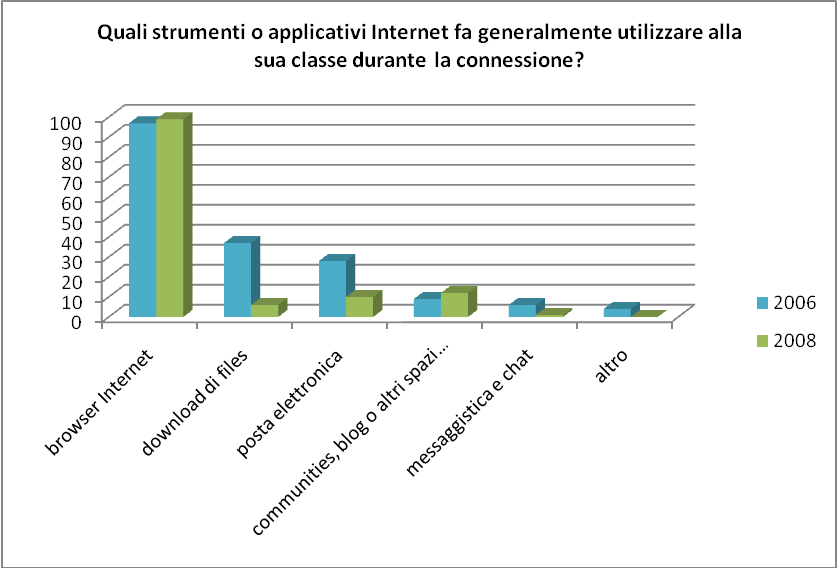 Quali strumenti o applicativi Internet fa generalmente utilizzare alla
sua classe durante la connessione?
100
90
80
70
60
50
40
30
20
10
0
browser Internet
download di files
posta elettronica
communities, blog o altri spazi...
messaggistica e chat
altro
2006
2008